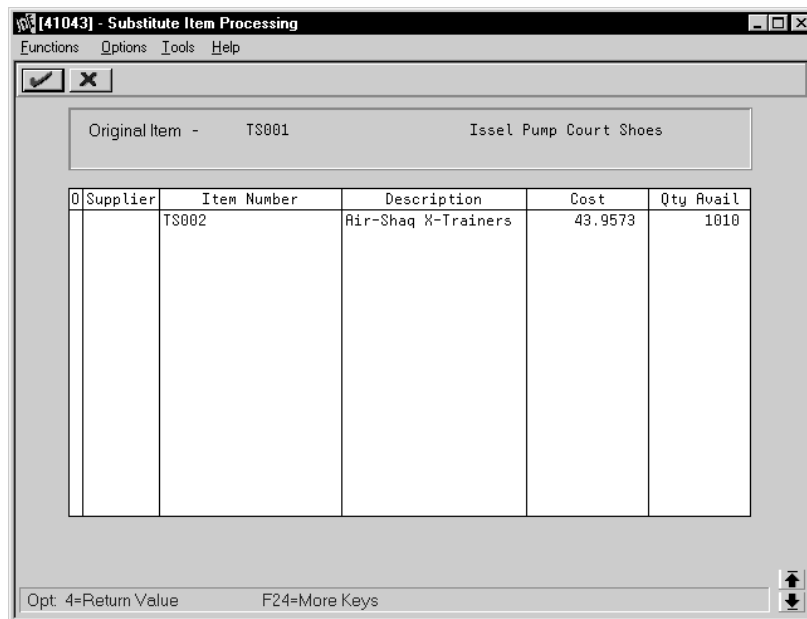 [41043] - Substitute Item Processing
Functions Options Tools Help
Original Item - TS001 Issel Pump Court Shoes
O Supplier Item Number Description Cost Qty Avail
TS002 Air-Shaq X-Trainers 43.9573 1010
Opt: 4=Return Value F24=More Keys